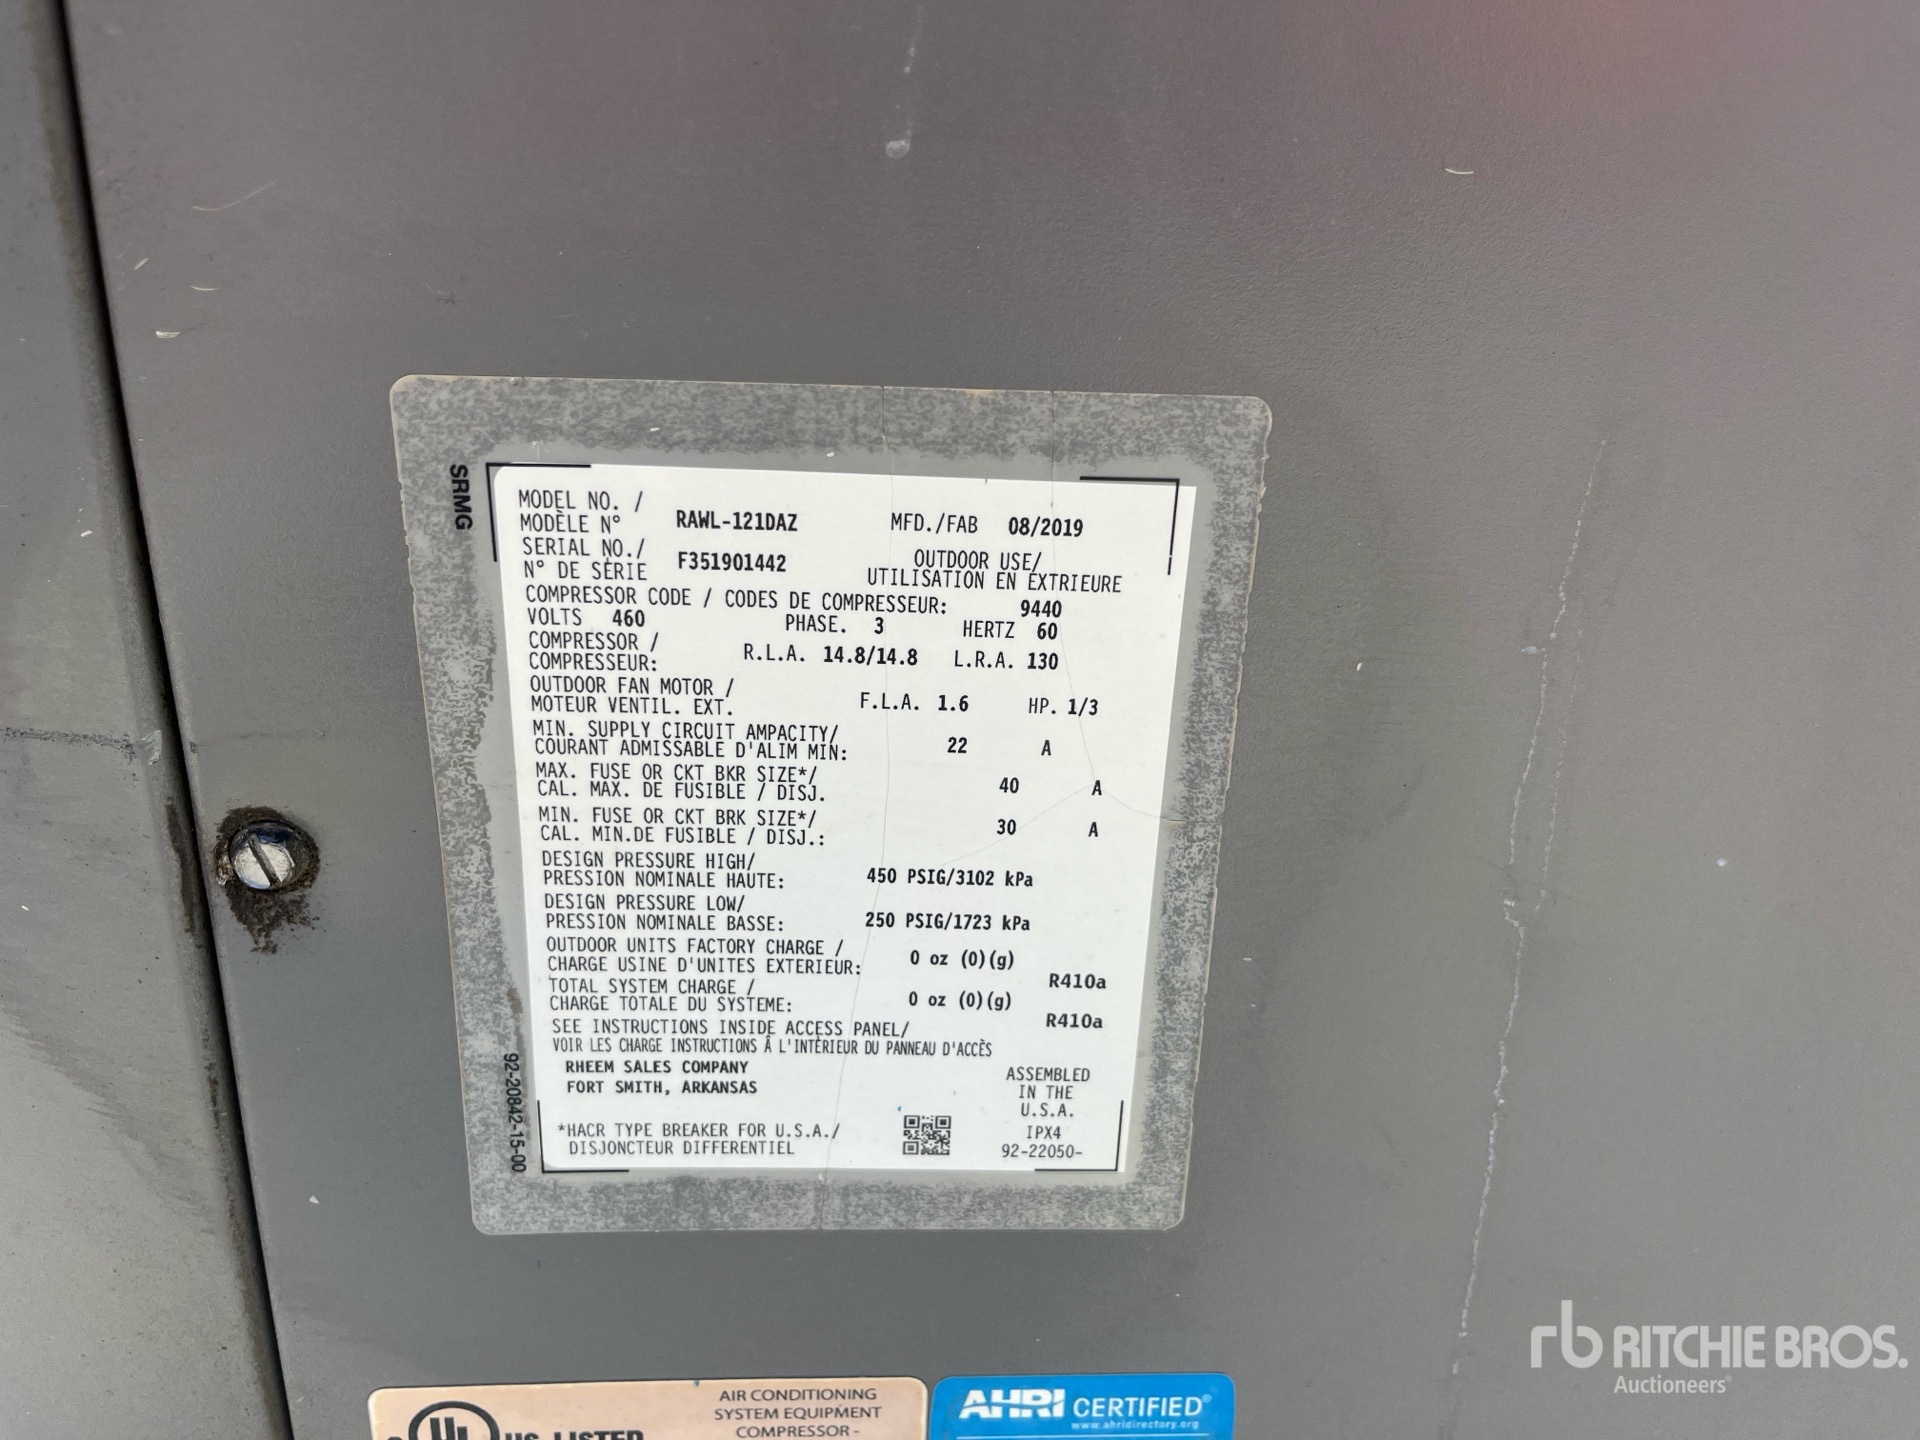 SRMG
MODEL NO. /
MODÈLE N° RAWL-121DAZ MFD./FAB 08/2019
SERIAL NO./
N° DE SÉRIE F351901442 OUTDOOR USE/
UTILISATION EN EXTRIEURE
COMPRESSOR CODE / CODES DE COMPRESSEUR: 9440
VOLTS 460 PHASE. 3 HERTZ 60
COMPRESSOR /
COMPRESSEUR: R.L.A. 14.8/14.8 L.R.A. 130
OUTDOOR FAN MOTOR /
MOTEUR VENTIL. EXT. F.L.A. 1.6 HP. 1/3
MIN. SUPPLY CIRCUIT AMPACITY/
COURANT ADMISSABLE D'ALIM MIN: 22 A
MAX. FUSE OR CKT BKR SIZE*/
CAL. MAX. DE FUSIBLE / DISJ. 40 A
MIN. FUSE OR CKT BRK SIZE*/
CAL. MIN.DE FUSIBLE / DISJ.: 30 A
DESIGN PRESSURE HIGH/
PRESSION NOMINALE HAUTE: 450 PSIG/3102 kPa
DESIGN PRESSURE LOW/
PRESSION NOMINALE BASSE: 250 PSIG/1723 kPa
OUTDOOR UNITS FACTORY CHARGE /
CHARGE USINE D'UNITES EXTERIEUR: 0 oz (0)(g) R410a
TOTAL SYSTEM CHARGE /
CHARGE TOTALE DU SYSTEME: 0 oz (0)(g) R410a
SEE INSTRUCTIONS INSIDE ACCESS PANEL/
VOIR LES CHARGE INSTRUCTIONS Â L'INTÉRIEUR DU PANNEAU D'ACCÈS
RHEEM SALES COMPANY
FORT SMITH, ARKANSAS
ASSEMBLED
IN THE
U.S.A.
*HACR TYPE BREAKER FOR U.S.A./
DISJONCTEUR DIFFERENTIEL
IPX4
92-22050-
92-20842-15-00
AIR CONDITIONING
SYSTEM EQUIPMENT
COMPRESSOR -
UL US LISTED
AHRI CERTIFIED®
www.ahridirectory.org
rb RITCHIE BROS.
Auctioneers®